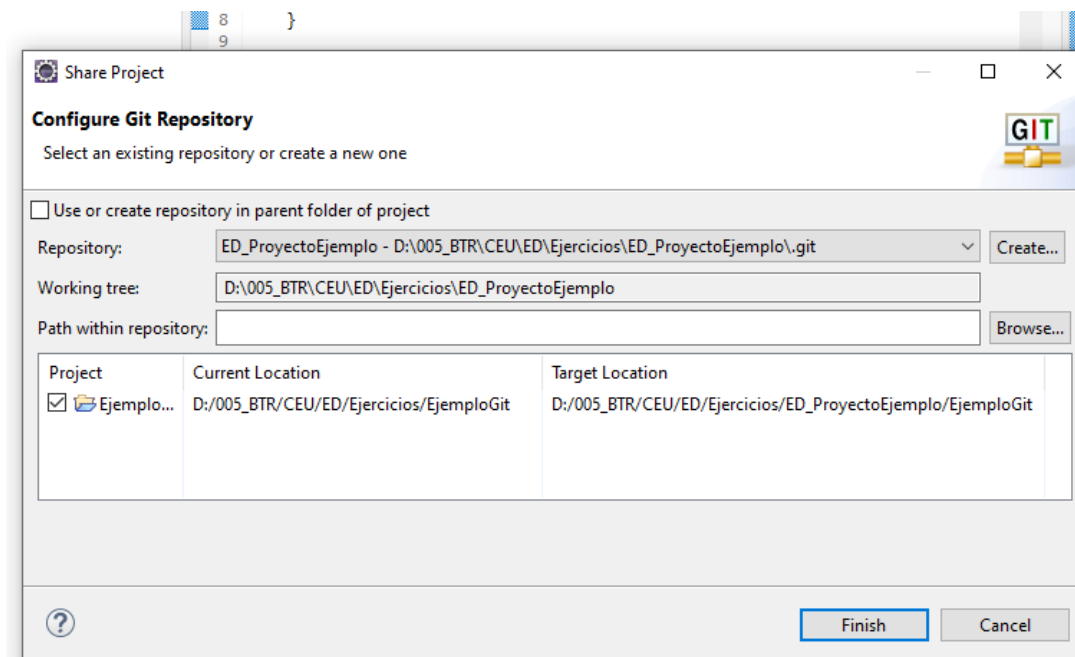 8 }
9
Share Project
Configure Git Repository
Select an existing repository or create a new one
GIT
Use or create repository in parent folder of project
Repository: ED_ProyectoEjemplo - D:\005_BTR\CEU\ED\Ejercicios\ED_ProyectoEjemplo\.git Create...
Working tree: D:\005_BTR\CEU\ED\Ejercicios\ED_ProyectoEjemplo
Path within repository: Browse...
Project Current Location Target Location
Ejemplo... D:/005_BTR/CEU/ED/Ejercicios/EjemploGit D:/005_BTR/CEU/ED/Ejercicios/ED_ProyectoEjemplo/EjemploGit
? Finish Cancel